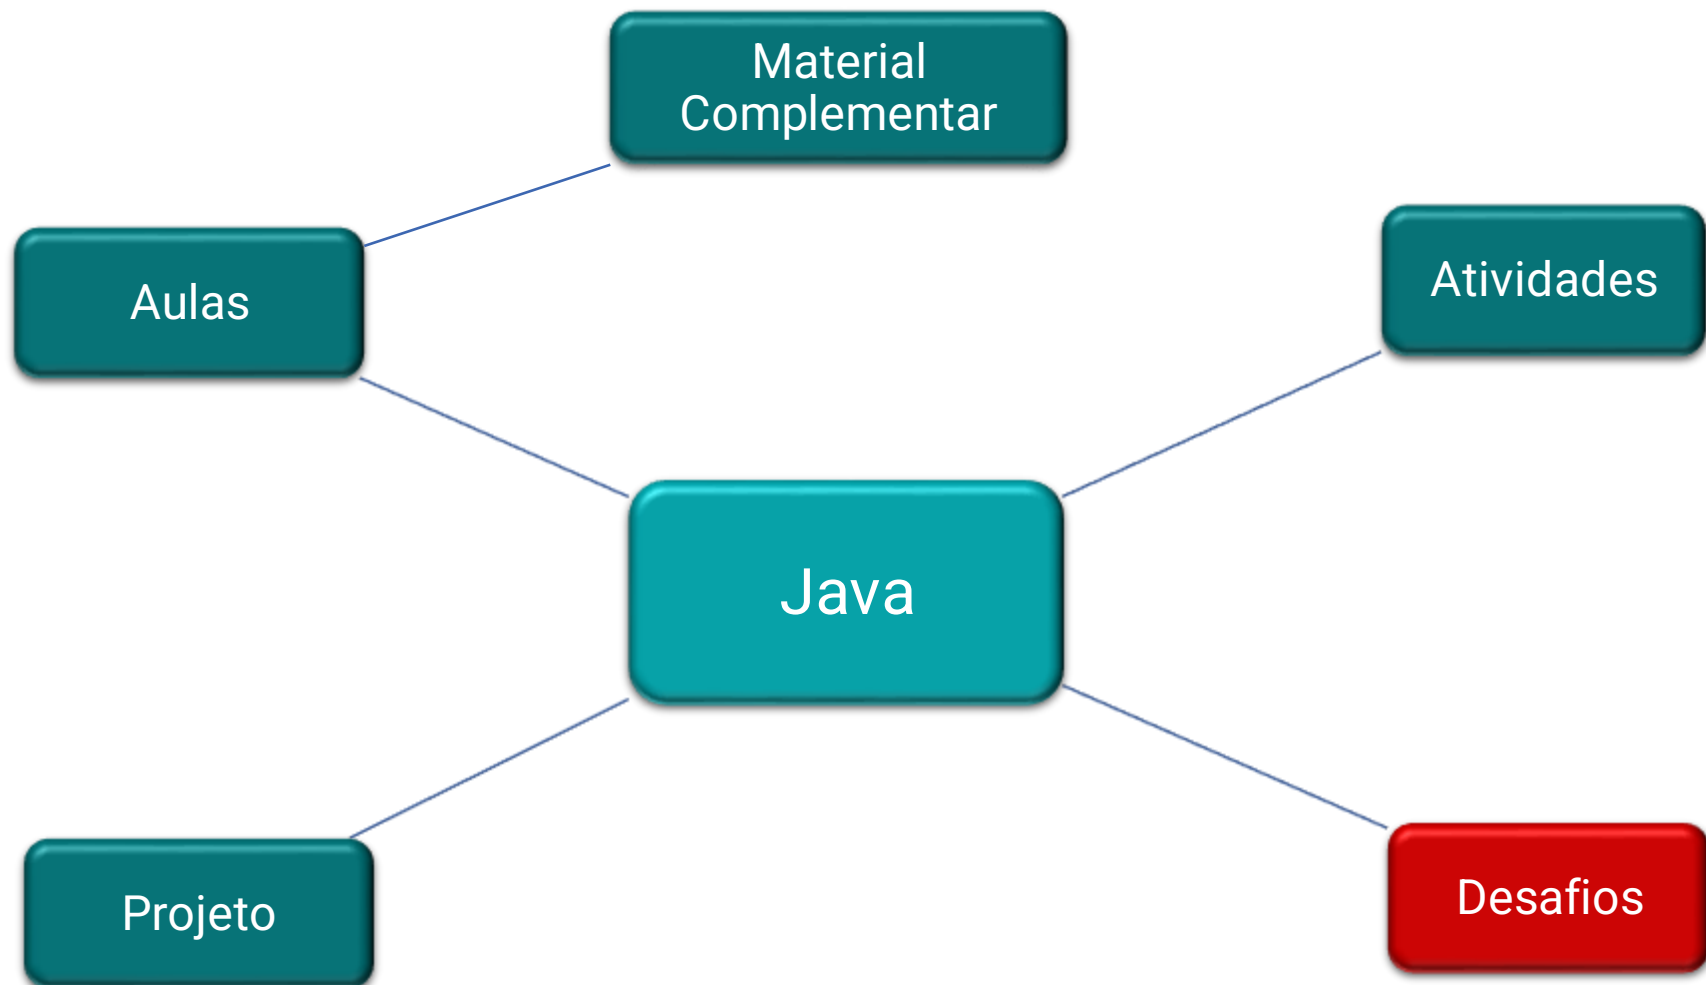 Material
Complementar
Aulas
Atividades
Java
Projeto
Desafios